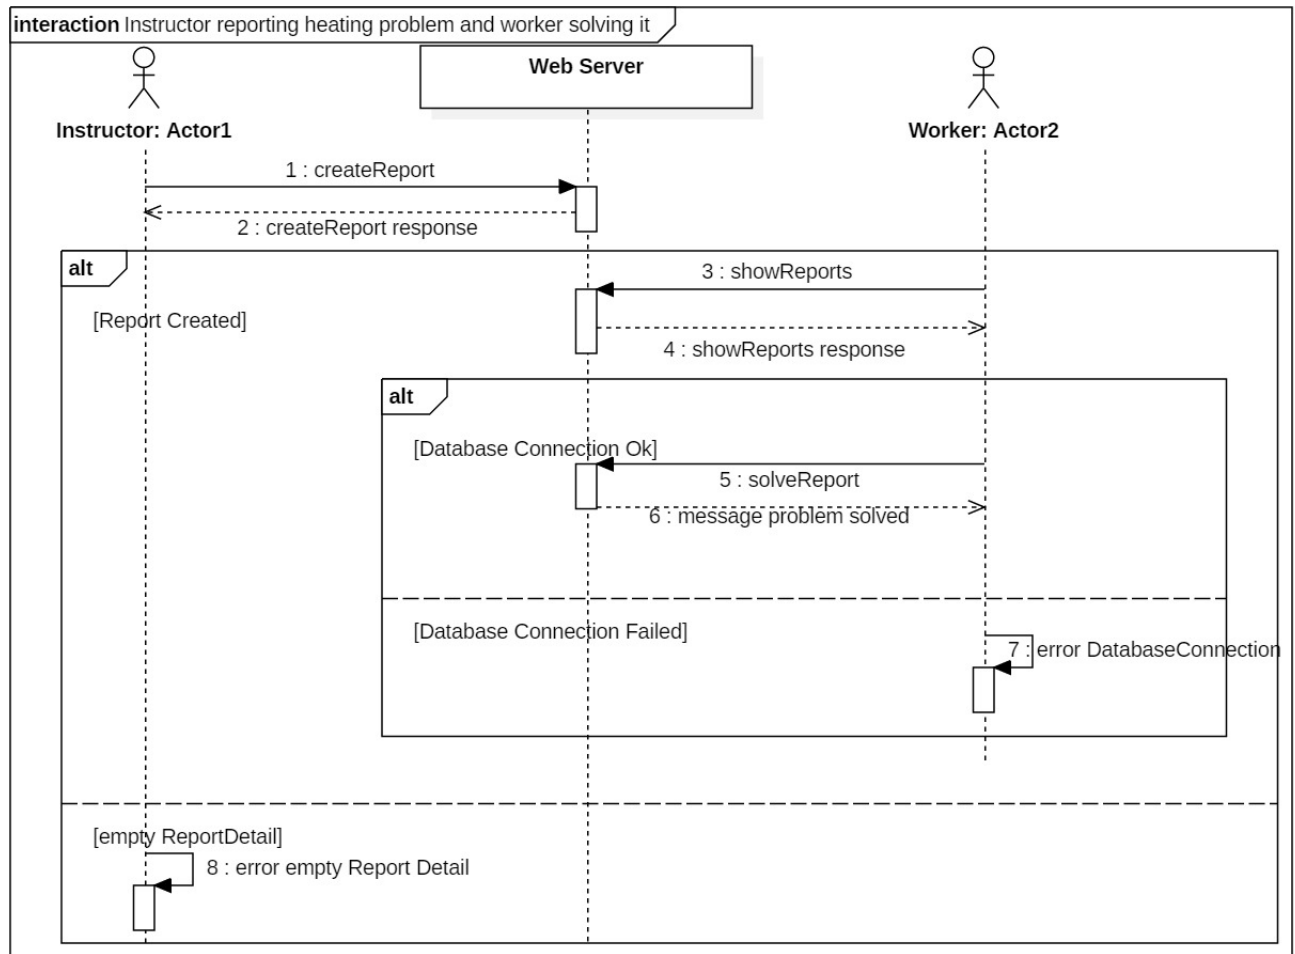 interaction Instructor reporting heating problem and worker solving it
Web Server
Instructor: Actor1
Worker: Actor2
1 : createReport
2 : createReport response
alt
3 : showReports
[Report Created]
4 : showReports response
alt
[Database Connection Ok]
5 : solveReport
6 : message problem solved
[Database Connection Failed]
7 : error DatabaseConnection
[empty ReportDetail]
8 : error empty Report Detail